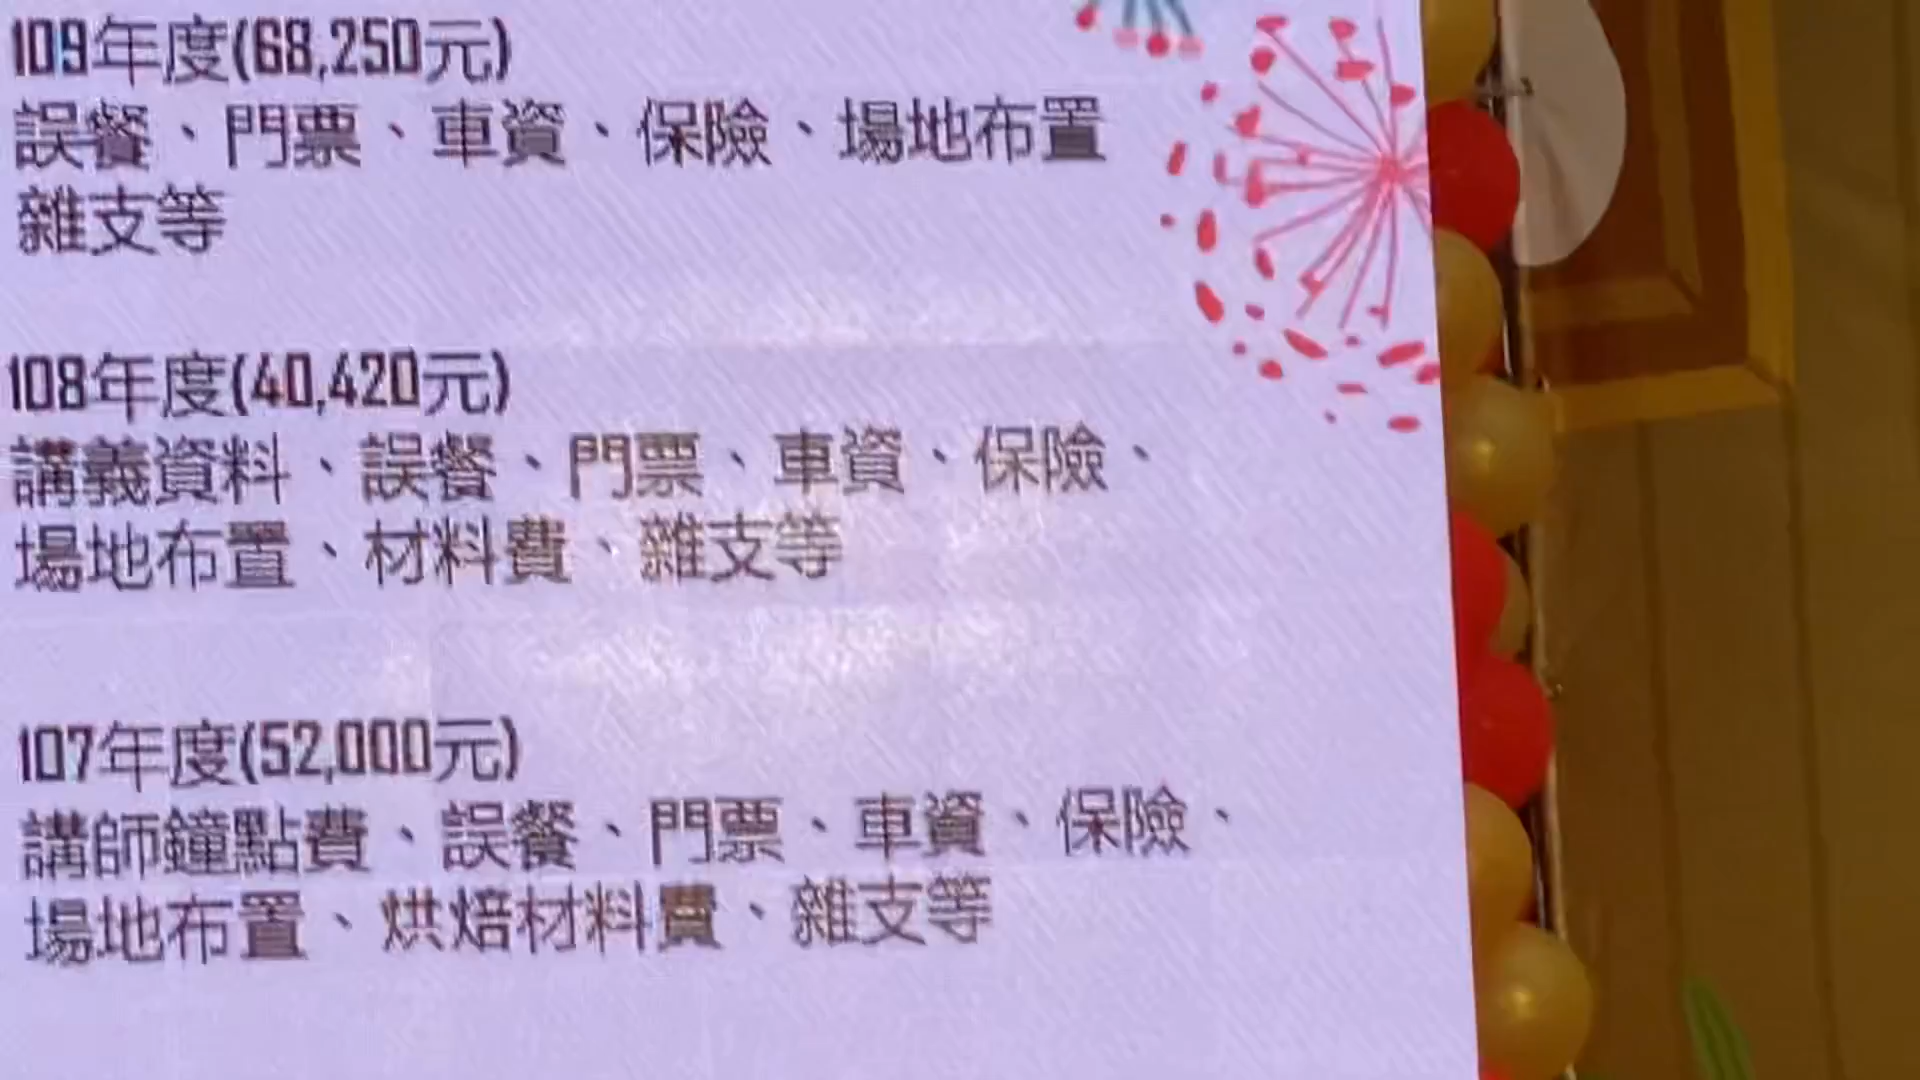 109年度(68,250元)
誤餐、門票、車資、保險、場地布置
雜支等
108年度(40,420元)
講義資料、誤餐、門票、車資、保險、
場地布置、材料費、雜支等
107年度(52,000元)
講師鐘點費、誤餐、門票、車資、保險、
場地布置、烘焙材料費、雜支等